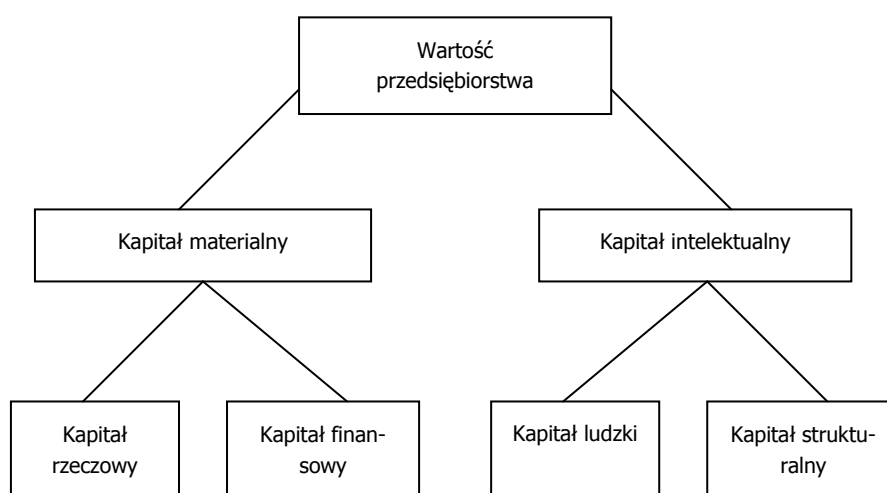 Wartość
przedsiębiorstwa
Kapitał materialny
Kapitał intelektualny
Kapitał
rzeczowy
Kapitał finan-
sowy
Kapitał ludzki
Kapitał struktu-
ralny